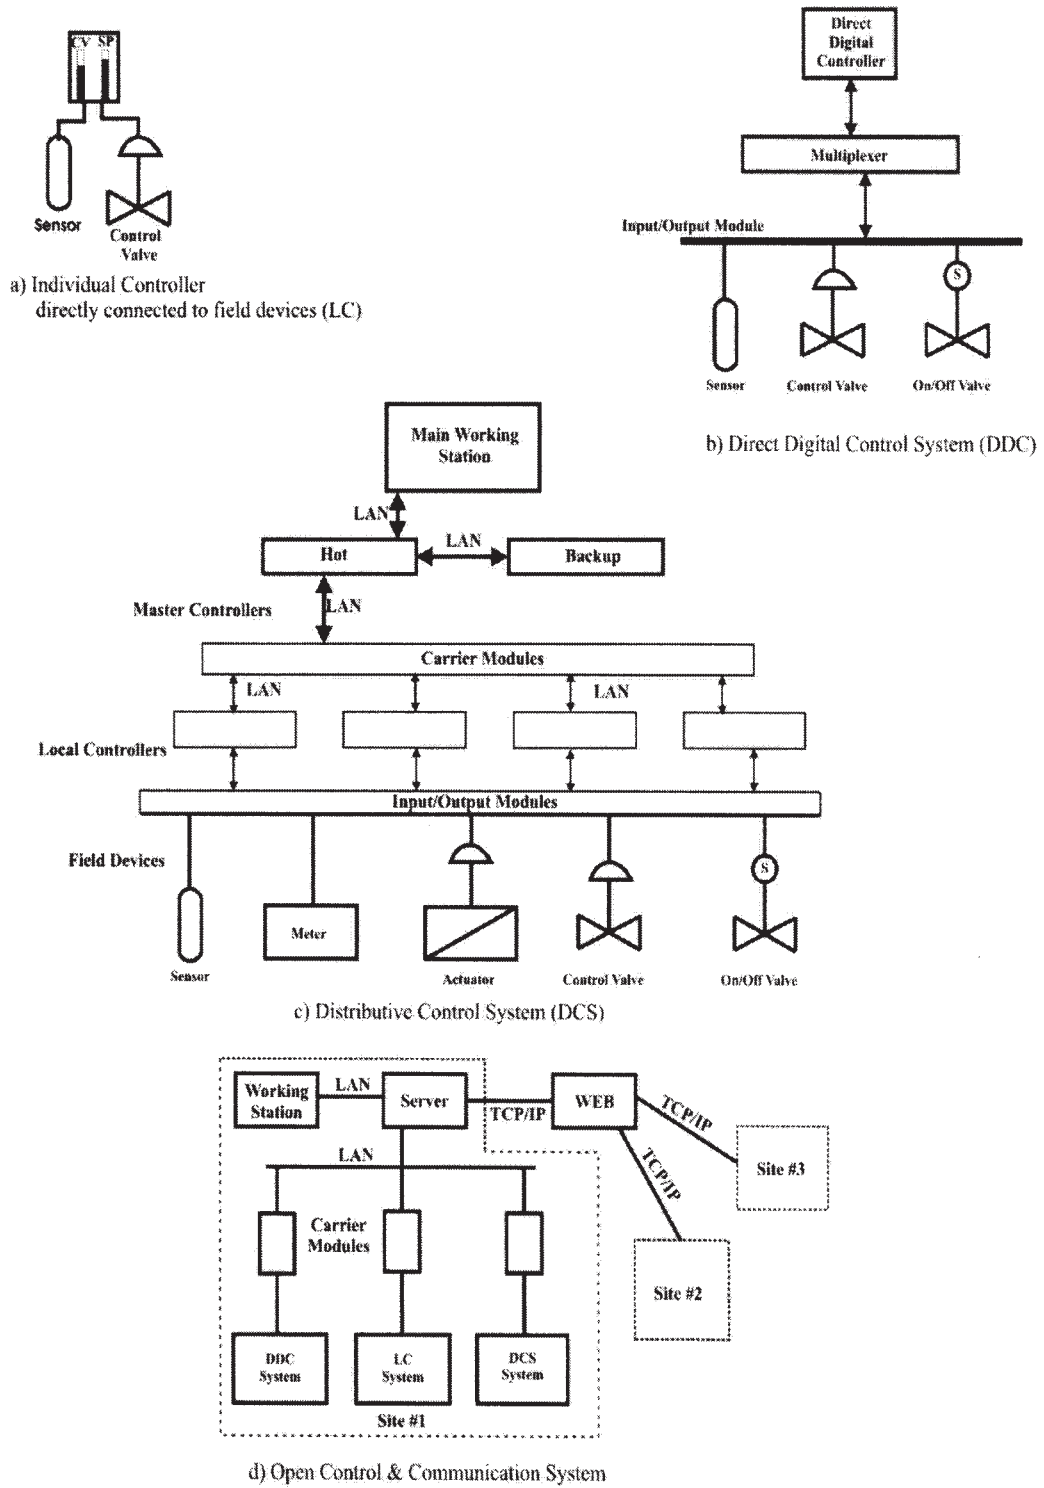 CV SP
Sensor
Control
Valve
a) Individual Controller
directly connected to field devices (LC)
Direct
Digital
Controller
Multiplexer
Input/Output Module
S
Sensor
Control Valve
On/Off Valve
b) Direct Digital Control System (DDC)
Main Working
Station
LAN
Hot
LAN
Backup
Master Controllers
LAN
Carrier Modules
LAN
LAN
Local Controllers
Input/Output Modules
Field Devices
S
Meter
Sensor
Actuator
Control Valve
On/Off Valve
c) Distributive Control System (DCS)
Working
Station
LAN
Server
TCP/IP
WEB
TCP/IP
TCP/IP
Site #3
Site #2
LAN
Carrier
Modules
DDC
System
LC
System
DCS
System
Site #1
d) Open Control & Communication System